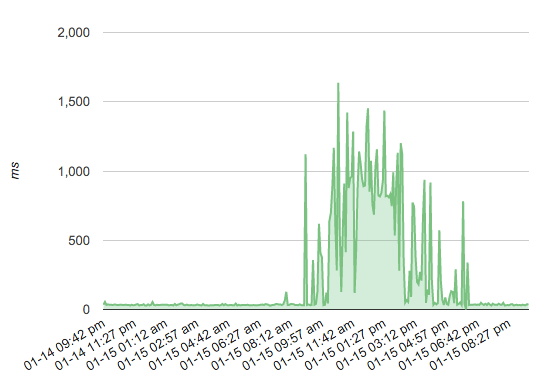 2,000
1,500
1,000
500
0
ms
01-14 09:42 pm
01-14 11:27 pm
01-15 01:12 am
01-15 02:57 am
01-15 04:42 am
01-15 06:27 am
01-15 08:12 am
01-15 09:57 am
01-15 11:42 am
01-15 01:27 pm
01-15 03:12 pm
01-15 04:57 pm
01-15 06:42 pm
01-15 08:27 pm